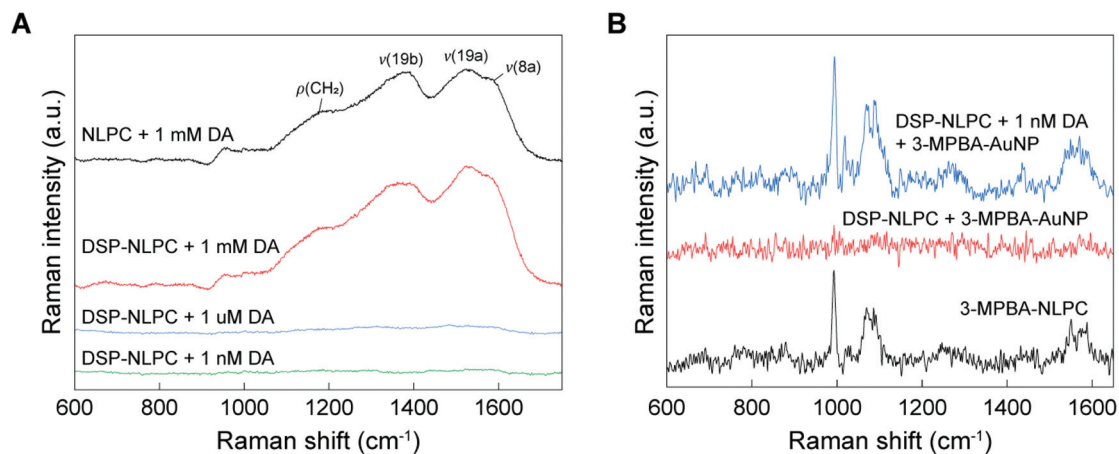 A
Raman intensity (a.u.)
ρ(CH₂)
ν(19b)
ν(19a)
ν(8a)
NLPC + 1 mM DA
DSP-NLPC + 1 mM DA
DSP-NLPC + 1 uM DA
DSP-NLPC + 1 nM DA
600 800 1000 1200 1400 1600
Raman shift (cm⁻¹)
B
Raman intensity (a.u.)
DSP-NLPC + 1 nM DA
+ 3-MPBA-AuNP
DSP-NLPC + 3-MPBA-AuNP
3-MPBA-NLPC
600 800 1000 1200 1400 1600
Raman shift (cm⁻¹)